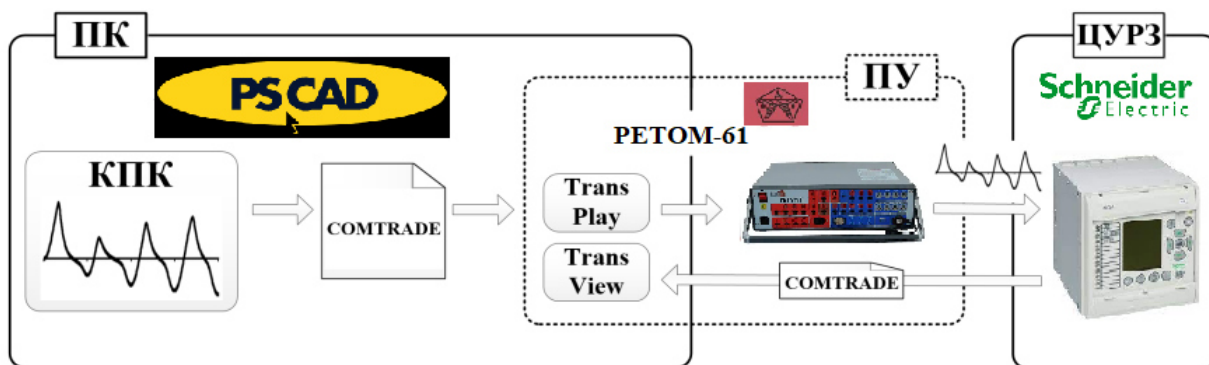 ПК
ЦУРЗ
ПУ
PSCAD
Schneider
Electric
РЕТОМ-61
КПК
COMTRADE
Trans
Play
Trans
View
COMTRADE